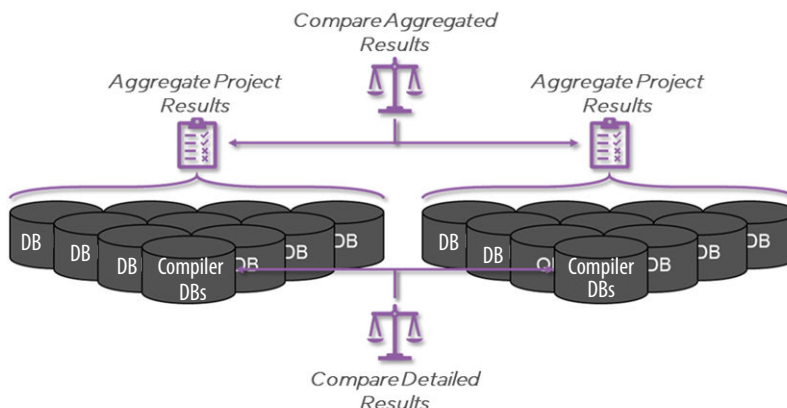 Compare Aggregated
Results
Aggregate Project
Results
Aggregate Project
Results
DB
DB
DB
Compiler
DBs
DB
DB
DB
DB
DB
Compiler
DBs
DB
DB
DB
Compare Detailed
Results